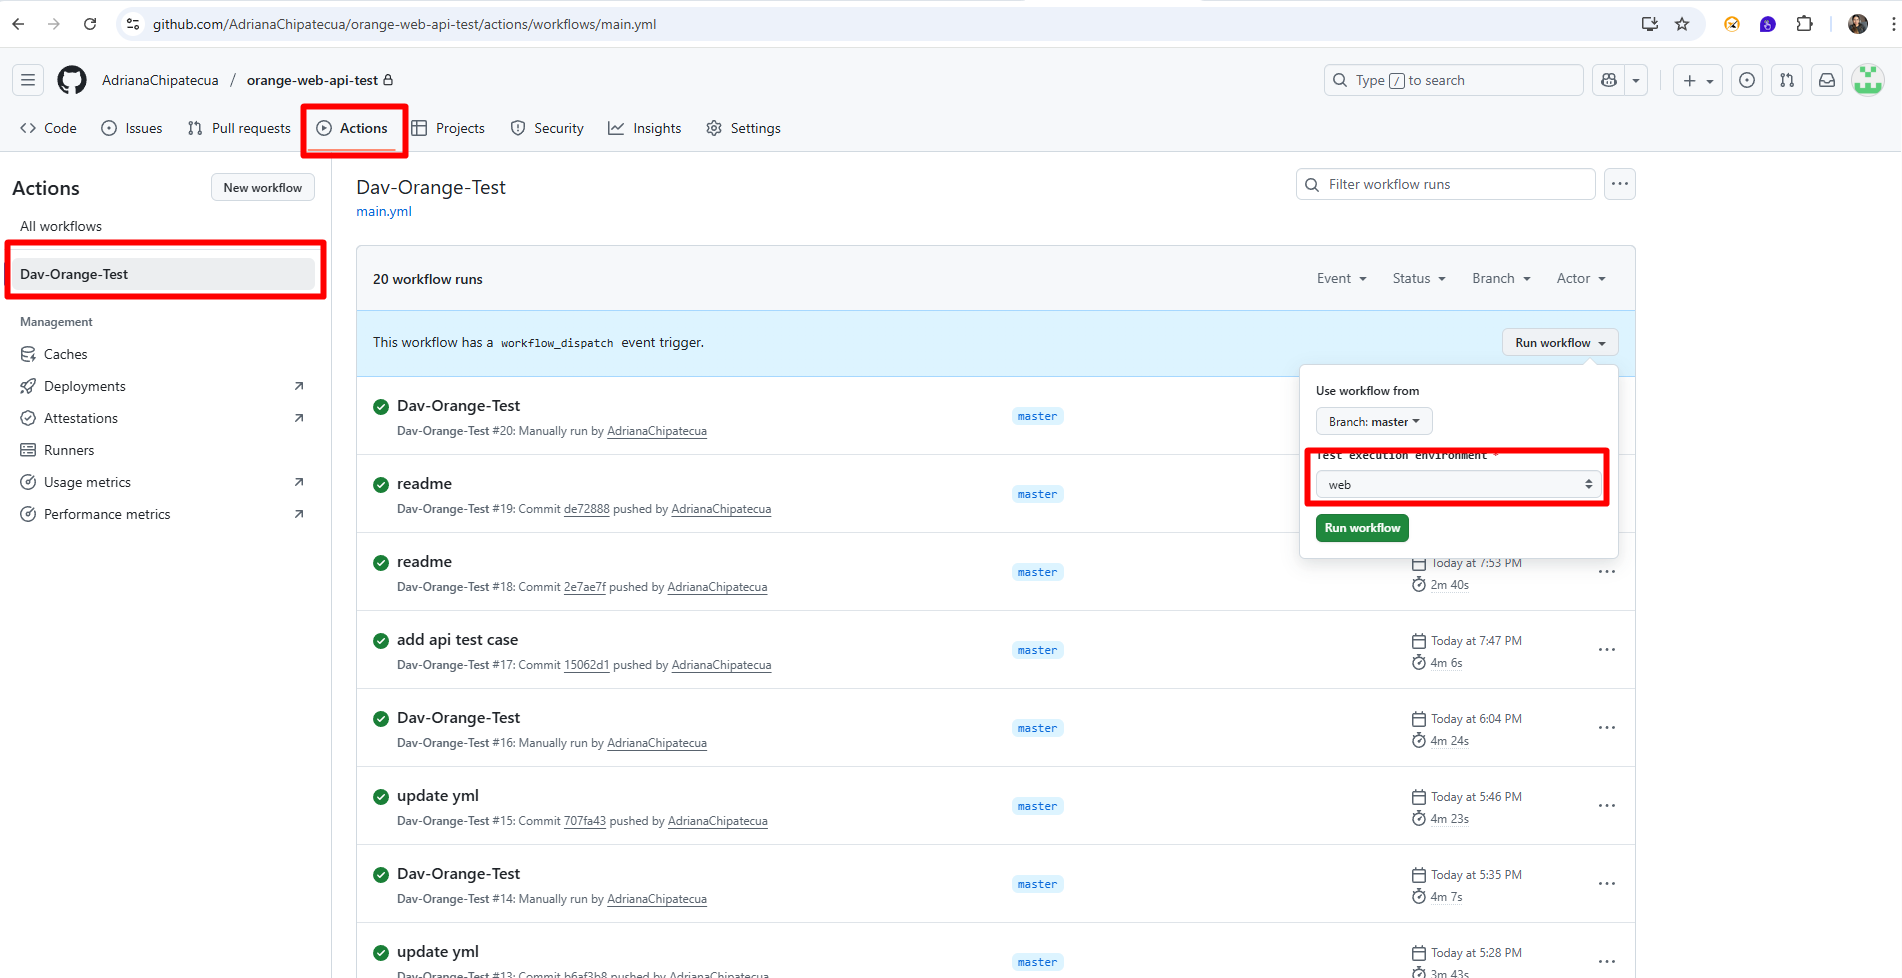 github.com/AdrianaChipatecua/orange-web-api-test/actions/workflows/main.yml
AdrianaChipatecua / orange-web-api-test
Type / to search
Code
Issues
Pull requests
Actions
Projects
Security
Insights
Settings
Actions
New workflow
All workflows
Dav-Orange-Test
Management
Caches
Deployments
Attestations
Runners
Usage metrics
Performance metrics
Dav-Orange-Test
main.yml
Filter workflow runs
20 workflow runs
Event
Status
Branch
Actor
This workflow has a workflow_dispatch event trigger.
Run workflow
Use workflow from
Branch: master
Test execution environment *
web
Run workflow
Dav-Orange-Test
Dav-Orange-Test #20: Manually run by AdrianaChipatecua
master
readme
Dav-Orange-Test #19: Commit de72888 pushed by AdrianaChipatecua
master
readme
Dav-Orange-Test #18: Commit 2e7ae7f pushed by AdrianaChipatecua
master
Today at 7:53 PM
2m 40s
add api test case
Dav-Orange-Test #17: Commit 15062d1 pushed by AdrianaChipatecua
master
Today at 7:47 PM
4m 6s
Dav-Orange-Test
Dav-Orange-Test #16: Manually run by AdrianaChipatecua
master
Today at 6:04 PM
4m 24s
update yml
Dav-Orange-Test #15: Commit 707fa43 pushed by AdrianaChipatecua
master
Today at 5:46 PM
4m 23s
Dav-Orange-Test
Dav-Orange-Test #14: Manually run by AdrianaChipatecua
master
Today at 5:35 PM
4m 7s
update yml
Dav-Orange-Test #13: Commit b6af3b8 pushed by AdrianaChipatecua
master
Today at 5:28 PM
3m 43s